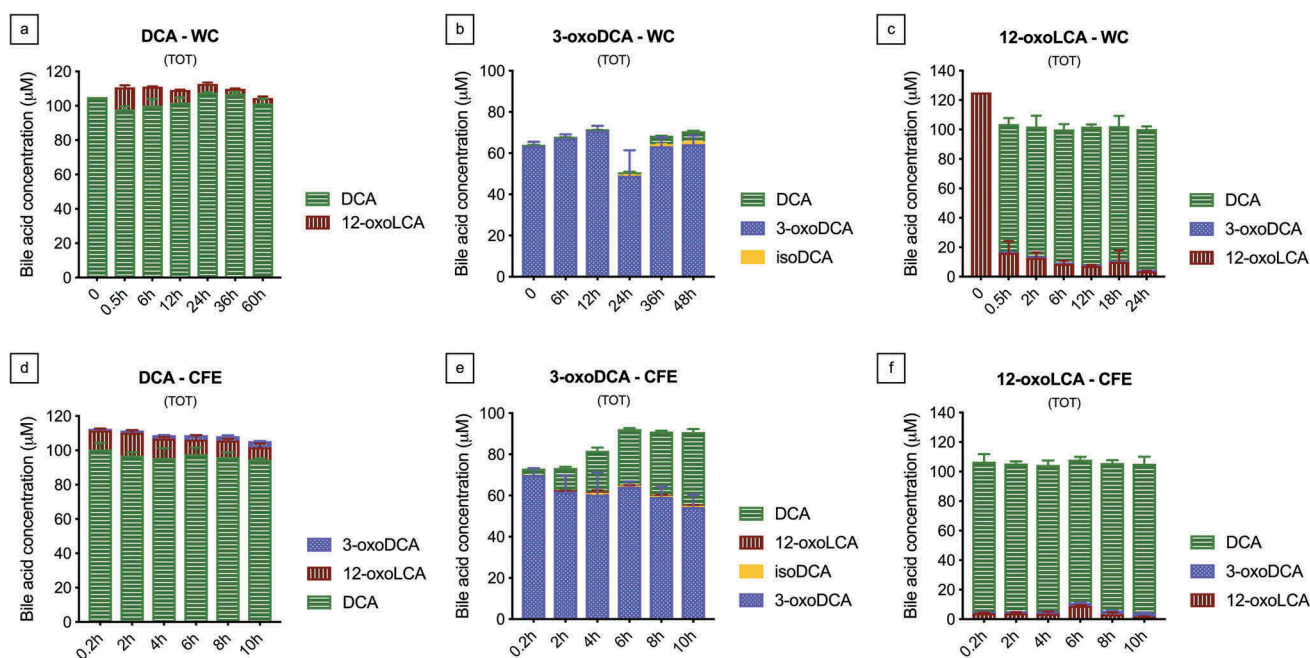 a
DCA - WC
(TOT)
Bile acid concentration (μM)
120
100
80
60
40
20
0
0 0.5h 6h 12h 24h 36h 60h
DCA
12-oxoLCA
b
3-oxoDCA - WC
(TOT)
Bile acid concentration (μM)
100
80
60
40
20
0
0 6h 12h 24h 36h 48h
DCA
3-oxoDCA
isoDCA
c
12-oxoLCA - WC
(TOT)
Bile acid concentration (μM)
140
120
100
80
60
40
20
0
0 0.5h 2h 6h 12h 18h 24h
DCA
3-oxoDCA
12-oxoLCA
d
DCA - CFE
(TOT)
Bile acid concentration (μM)
120
100
80
60
40
20
0
0.2h 2h 4h 6h 8h 10h
3-oxoDCA
12-oxoLCA
DCA
e
3-oxoDCA - CFE
(TOT)
Bile acid concentration (μM)
100
80
60
40
20
0
0.2h 2h 4h 6h 8h 10h
DCA
12-oxoLCA
isoDCA
3-oxoDCA
f
12-oxoLCA - CFE
(TOT)
Bile acid concentration (μM)
140
120
100
80
60
40
20
0
0.2h 2h 4h 6h 8h 10h
DCA
3-oxoDCA
12-oxoLCA